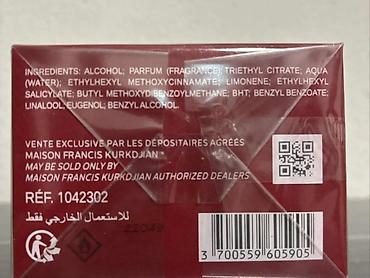 INGREDIENTS: ALCOHOL; PARFUM (FRAGRANCE); TRIETHYL CITRATE; AQUA
(WATER); ETHYLHEXYL METHOXYCINNAMATE; LIMONENE; ETHYLHEXYL
SALICYLATE; BUTYL METHOXYDIBENZOYLMETHANE; BHT; BENZYL BENZOATE;
LINALOOL; EUGENOL; BENZYL ALCOHOL.
VENTE EXCLUSIVE PAR LES DÉPOSITAIRES AGRÉÉS
MAISON FRANCIS KURKDJIAN
MAY BE SOLD ONLY BY
MAISON FRANCIS KURKDJIAN AUTHORIZED DEALERS
RÉF. 1042302
للاستعمال الخارجي فقط
3 700559 605905